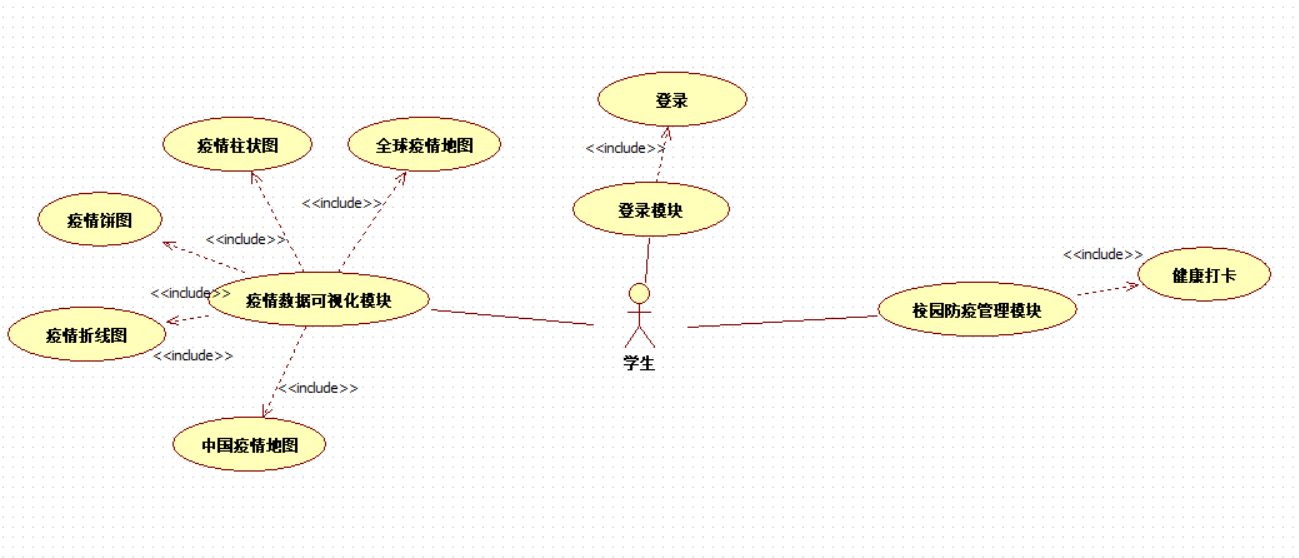 登录
<<include>>
疫情柱状图
全球疫情地图
<<include>>
登录模块
疫情饼图
<<include>>
<<include>>
健康打卡
<<include>>
疫情数据可视化模块
校园防疫管理模块
疫情折线图
<<include>>
学生
<<include>>
中国疫情地图